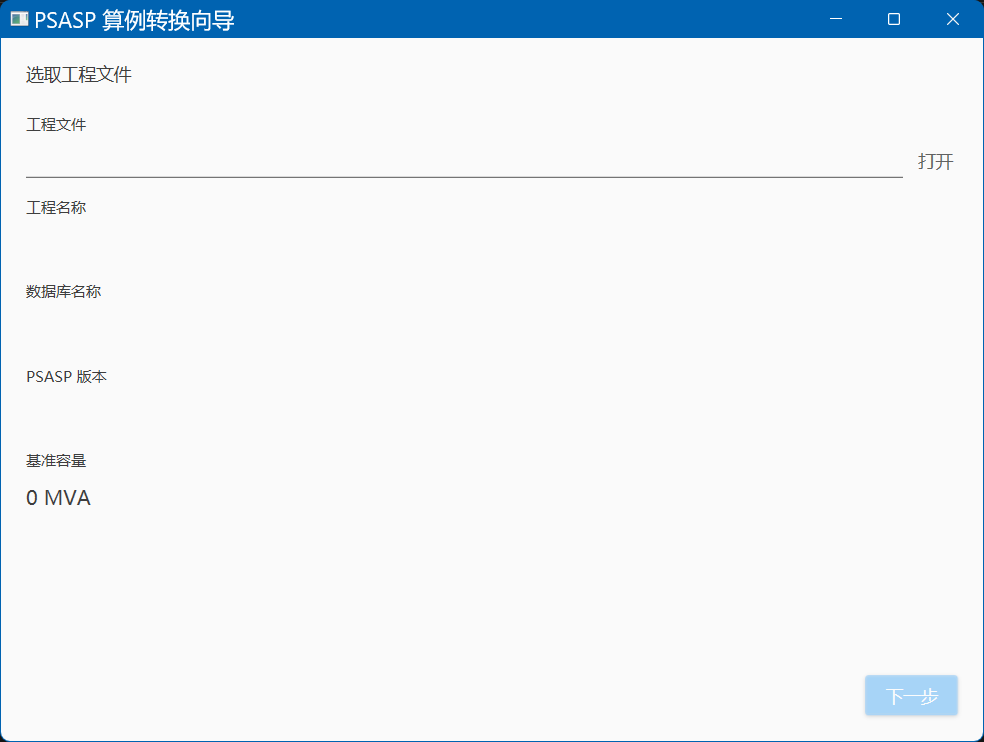 PSASP 算例转换向导
选取工程文件
工程文件
打开
工程名称
数据库名称
PSASP 版本
基准容量
0 MVA
下一步